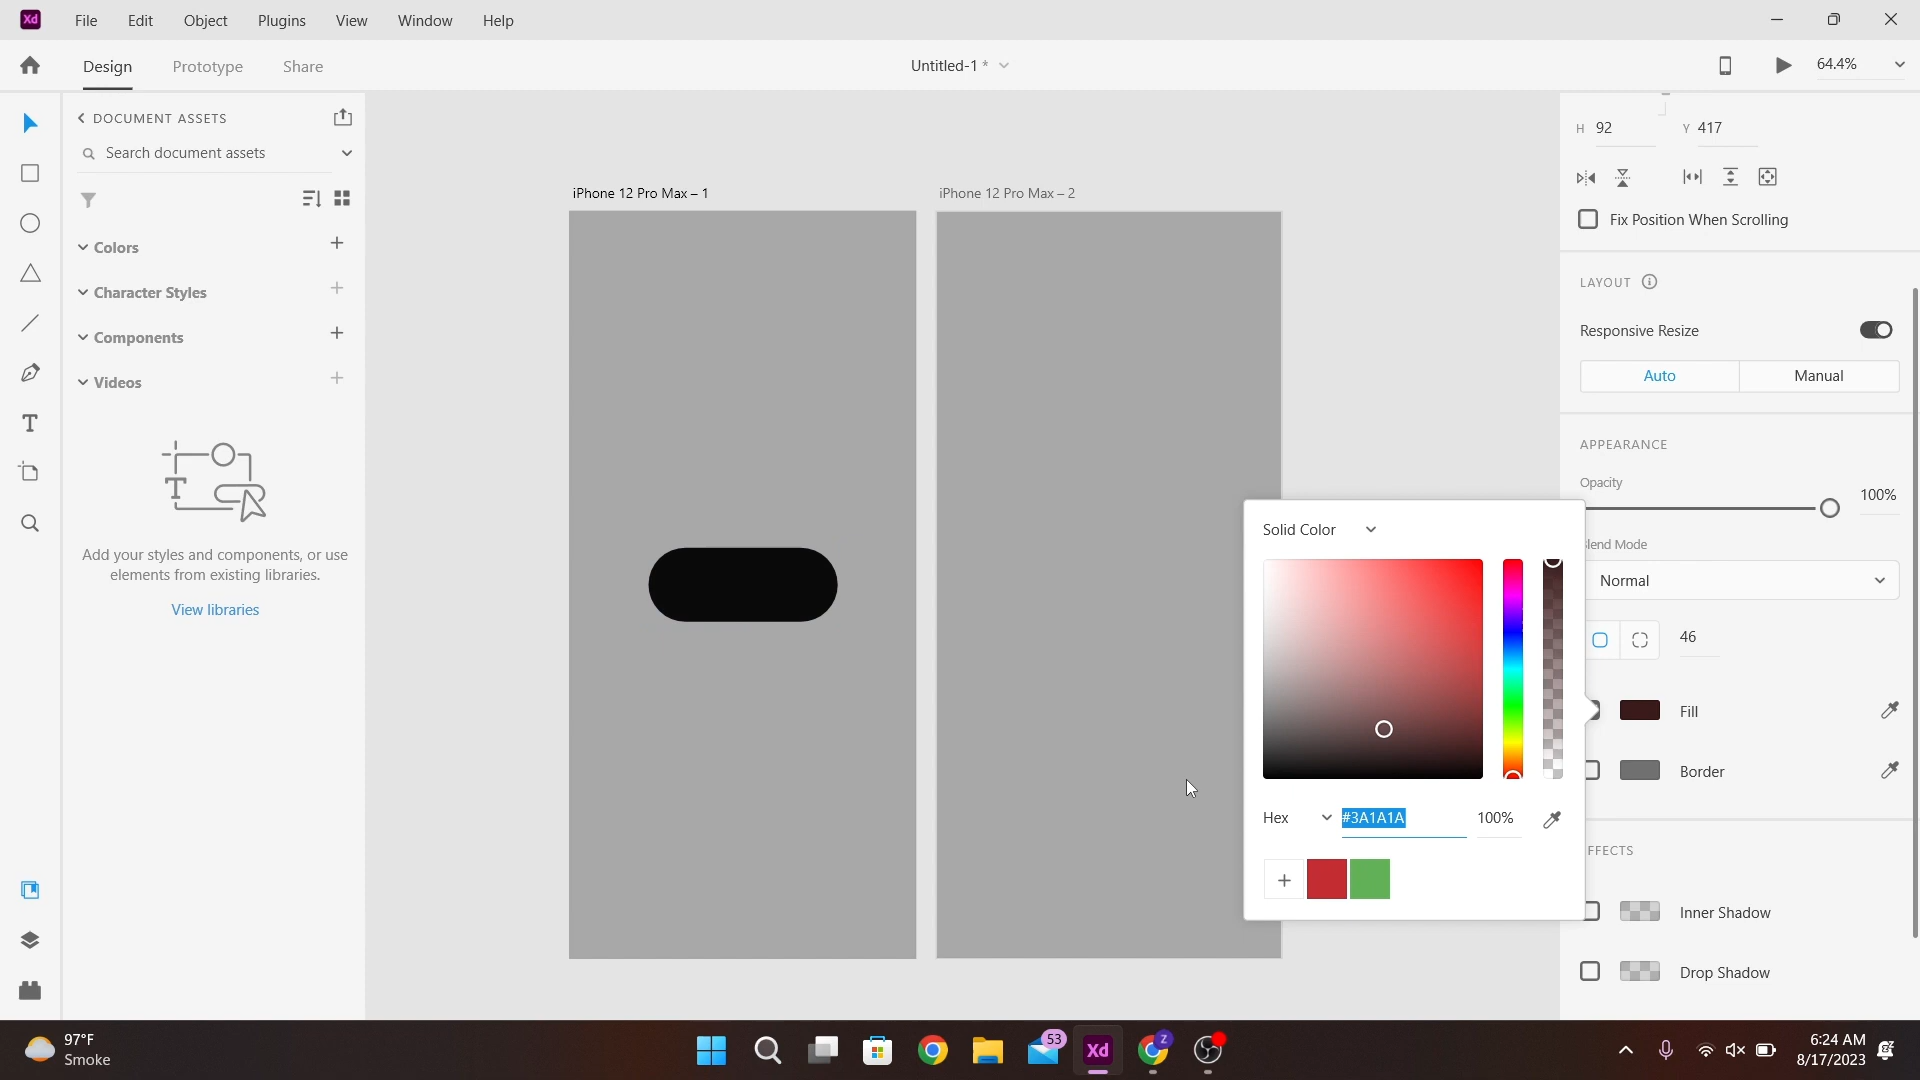 Xd File Edit Object Plugins View Window Help
Design Prototype Share Untitled-1 * 64.4%
DOCUMENT ASSETS
Search document assets
Colors
Character Styles
Components
Videos
Add your styles and components, or use
elements from existing libraries.
View libraries
iPhone 12 Pro Max – 1
iPhone 12 Pro Max – 2
Solid Color
Hex #3A1A1A 100%
H 92 Y 417
Fix Position When Scrolling
LAYOUT
Responsive Resize
Auto Manual
APPEARANCE
Opacity
100%
Blend Mode
Normal
46
Fill
Border
FFECTS
Inner Shadow
Drop Shadow
97°F
Smoke
53
Xd
Z
6:24 AM
8/17/2023